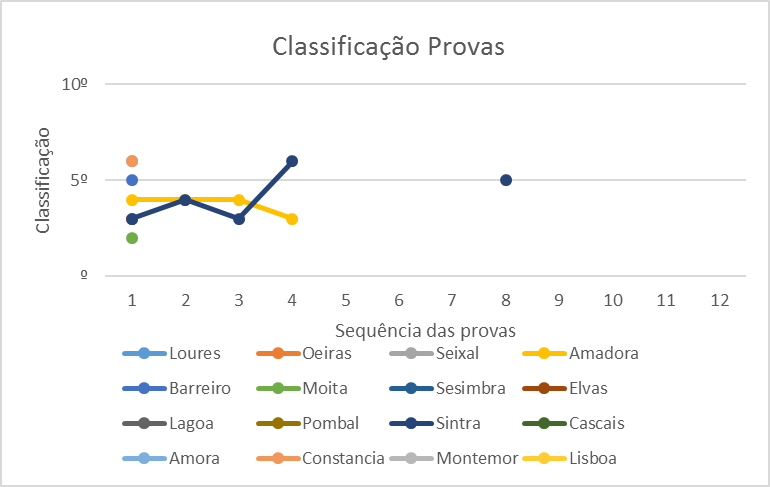 Classificação Provas
10º
5º
º
Classificação
1 2 3 4 5 6 7 8 9 10 11 12
Sequência das provas
Loures Oeiras Seixal Amadora
Barreiro Moita Sesimbra Elvas
Lagoa Pombal Sintra Cascais
Amora Constancia Montemor Lisboa